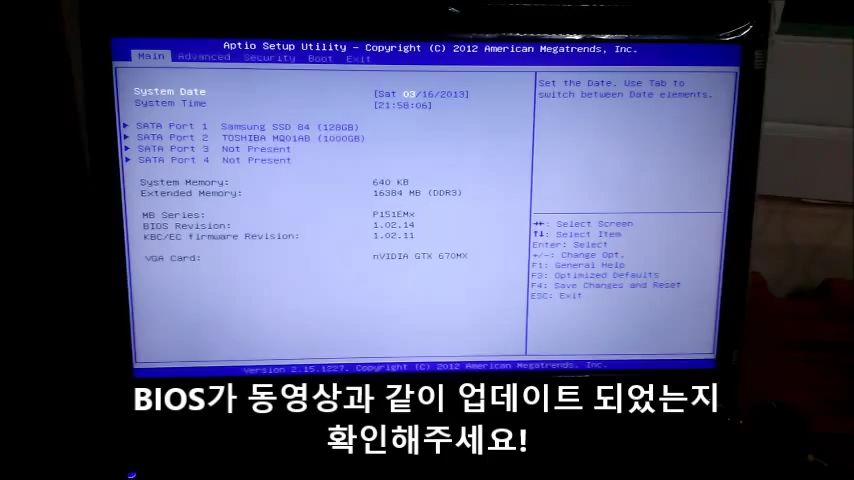 Aptio Setup Utility - Copyright (C) 2012 American Megatrends, Inc.
Main Advanced Security Boot Exit
System Date [Sat 03/16/2013]
System Time [21:58:06]
► SATA Port 1 Samsung SSD 84 (128GB)
► SATA Port 2 TOSHIBA MQ01AB (1000GB)
► SATA Port 3 Not Present
► SATA Port 4 Not Present
System Memory: 640 KB
Extended Memory: 16384 MB (DDR3)
MB Series: P151EMx
BIOS Revision: 1.02.14
KBC/EC firmware Revision: 1.02.11
VGA Card: nVIDIA GTX 670MX
Set the Date. Use Tab to
switch between Date elements.
→←: Select Screen
↑↓: Select Item
Enter: Select
+/-: Change Opt.
F1: General Help
F3: Optimized Defaults
F4: Save Changes and Reset
ESC: Exit
Version 2.15.1227. Copyright (C) 2012 American Megatrends, Inc.
BIOS가 동영상과 같이 업데이트 되었는지
확인해주세요!